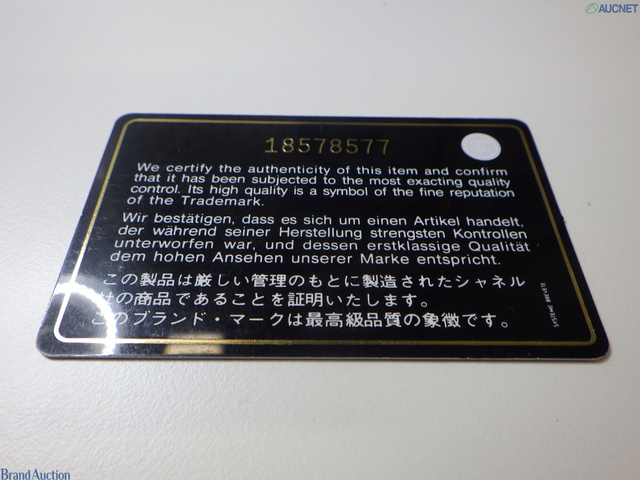 AUCNET
18578577
We certify the authenticity of this item and confirm
that it has been subjected to the most exacting quality
control. Its high quality is a symbol of the fine reputation
of the Trademark.
Wir bestätigen, dass es sich um einen Artikel handelt,
der während seiner Herstellung strengsten Kontrollen
unterworfen war, und dessen erstklassige Qualität
dem hohen Ansehen unserer Marke entspricht.
この製品は厳しい管理のもとに製造されたシャネル
社の商品であることを証明いたします。
このブランド・マークは最高級品質の象徴です。
SYSTEME BREVETE
Brand Auction